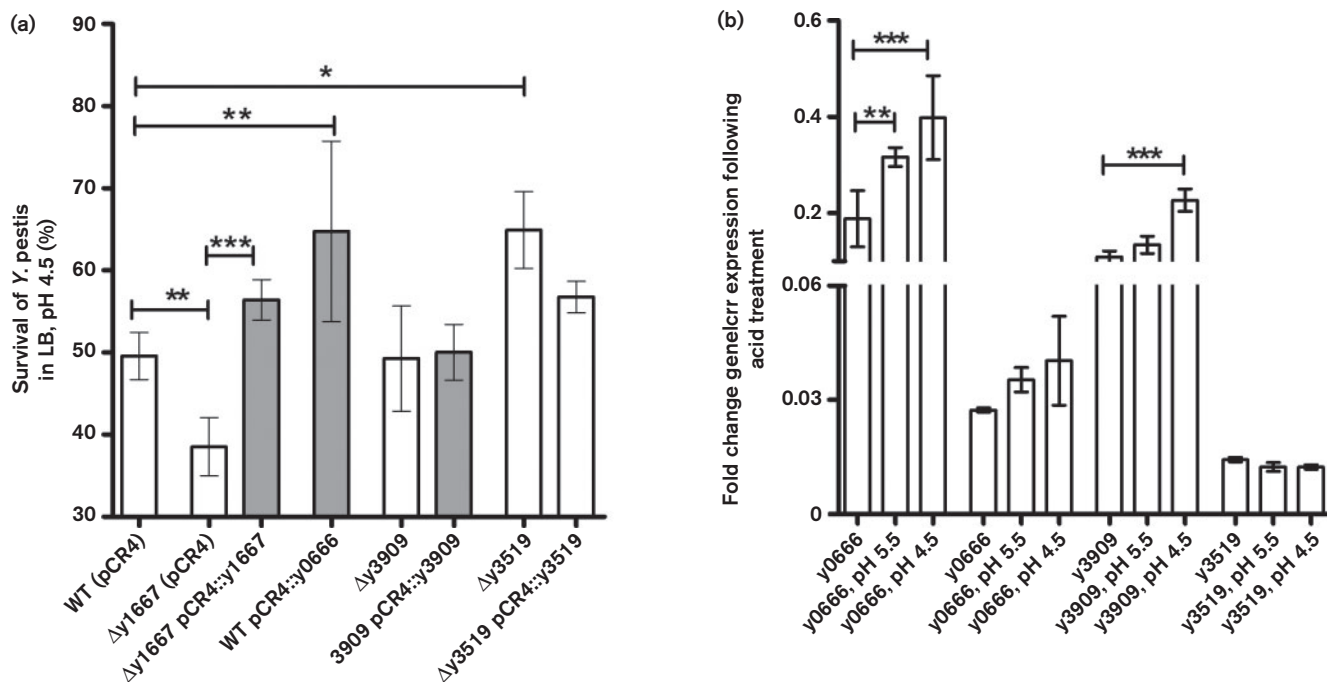 (a)
90
80
70
60
50
40
30
Survival of Y. pestis
in LB, pH 4.5 (%)
*
**
**
***
WT (pCR4)
Δy1667 (pCR4)
Δy1667 pCR4::y1667
WT pCR4::y0666
Δy3909
3909 pCR4::y3909
Δy3519
Δy3519 pCR4::y3519
(b)
0.6
0.4
0.2
0.06
0.03
0
Fold change genelcrr expression following
acid treatment
***
**
***
y0666
y0666, pH 5.5
y0666, pH 4.5
y0666
y0666, pH 5.5
y0666, pH 4.5
y3909
y3909, pH 5.5
y3909, pH 4.5
y3519
y3519, pH 5.5
y3519, pH 4.5